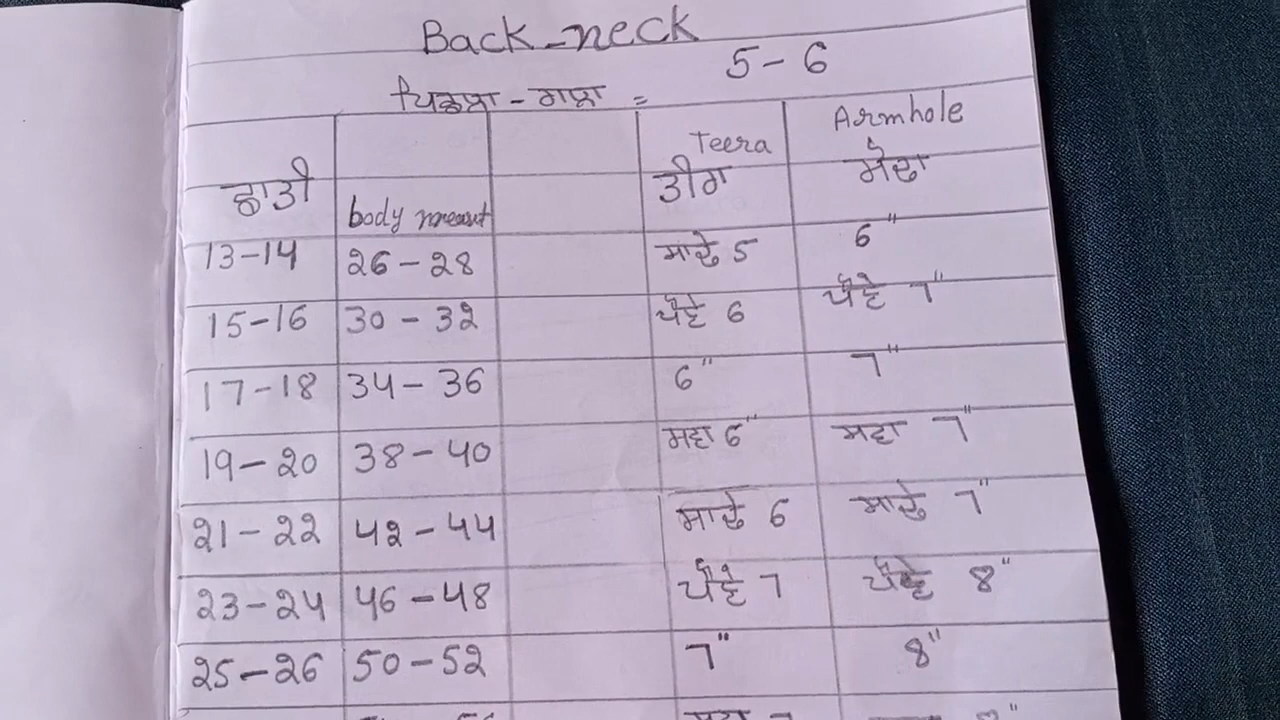 Back-neck
ਪਿਛਲਾ - ਗਲਾ = 5-6
Teera Armhole
ਛਾਤੀ body ਤੀਰਾ ਮੋਢਾ
13-14 26-28 ਸਾਢੇ 5 6"
15-16 30-32 ਪੌਣੇ 6 ਪੌਣੇ 7"
17-18 34-36 6" 7"
19-20 38-40 ਸਵਾ 6" ਸਵਾ 7"
21-22 42-44 ਸਾਢੇ 6 ਸਾਢੇ 7"
23-24 46-48 ਪੌਣੇ 7 ਪੌਣੇ 8"
25-26 50-52 7" 8"